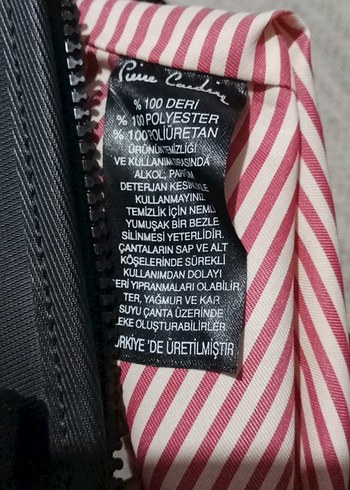 Pierre Cardin
% 100 DERİ
% 100 POLYESTER
% 100 POLIÜRETAN
ÜRÜNÜN TEMİZLİĞİ
VE KULLANIMI SIRASINDA
ALKOL, PARFÜM
DETERJAN KESİNLİKLE
KULLANMAYINIZ
TEMİZLİK İÇİN NEMLİ
YUMUŞAK BİR BEZLE
SİLİNMESİ YETERLİDİR.
ÇANTALARIN SAP VE ALT
KÖŞELERİNDE SÜREKLİ
KULLANIMDAN DOLAYI
DERİ YIPRANMALARI OLABİLİR.
TER, YAĞMUR VE KAR
SUYU ÇANTA ÜZERİNDE
LEKE OLUŞTURABİLİRLER.
TÜRKİYE 'DE ÜRETİLMİŞTİR